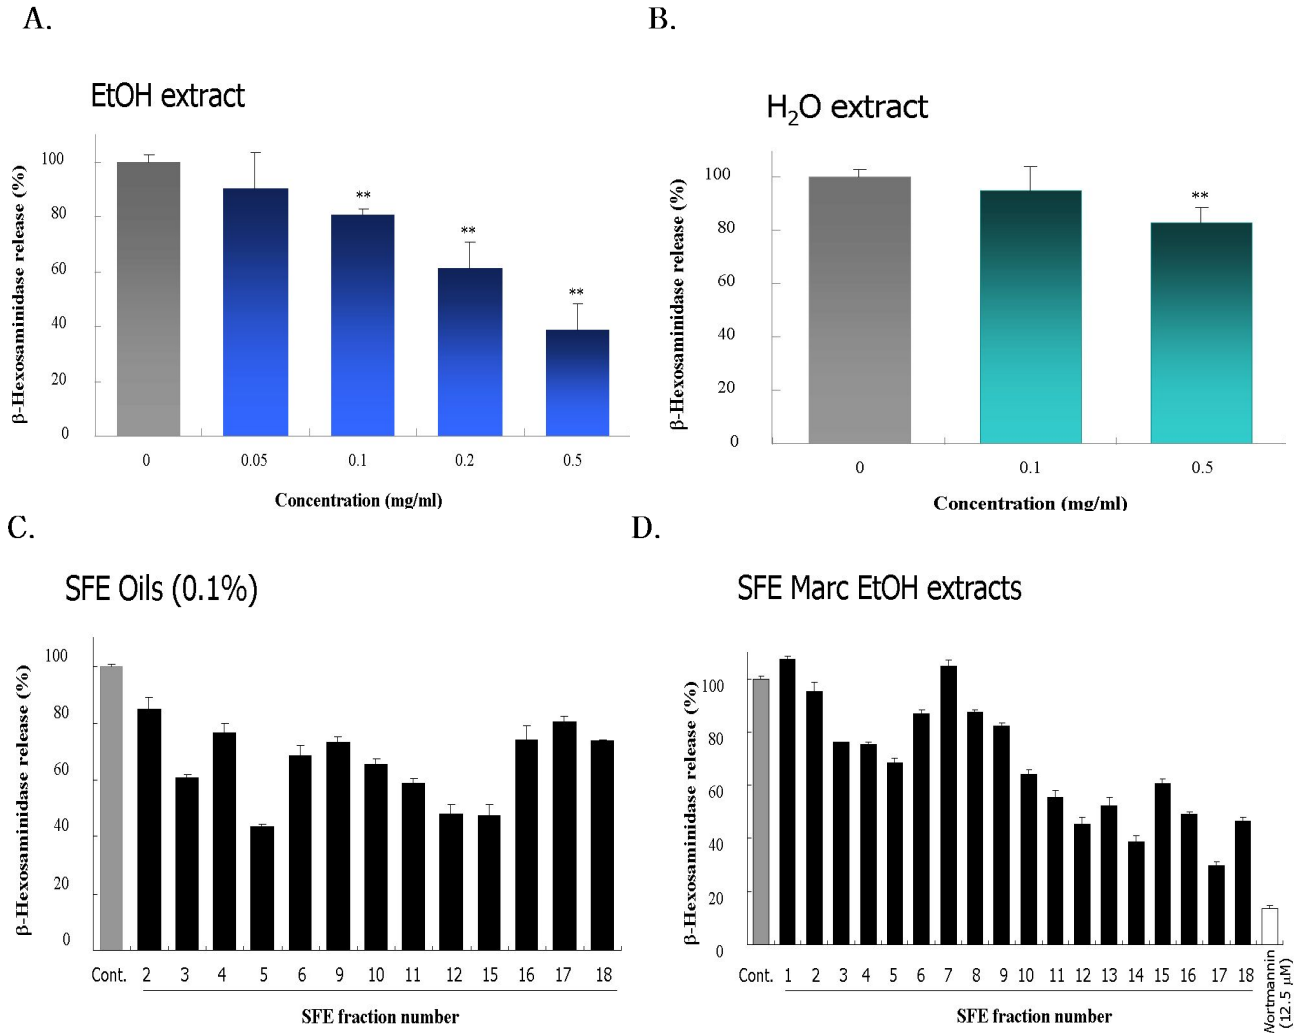 A.
EtOH extract
β-Hexosaminidase release (%)
100
80
60
40
20
0
**
**
**
0 0.05 0.1 0.2 0.5
Concentration (mg/ml)
B.
H₂O extract
β-Hexosaminidase release (%)
100
80
60
40
20
0
**
0 0.1 0.5
Concentration (mg/ml)
C.
SFE Oils (0.1%)
β-Hexosaminidase release (%)
100
80
60
40
20
0
Cont. 2 3 4 5 6 9 10 11 12 15 16 17 18
SFE fraction number
D.
SFE Marc EtOH extracts
β-Hexosaminidase release (%)
100
80
60
40
20
0
Cont. 1 2 3 4 5 6 7 8 9 10 11 12 13 14 15 16 17 18
Wortmannin
(12.5 μM)
SFE fraction number